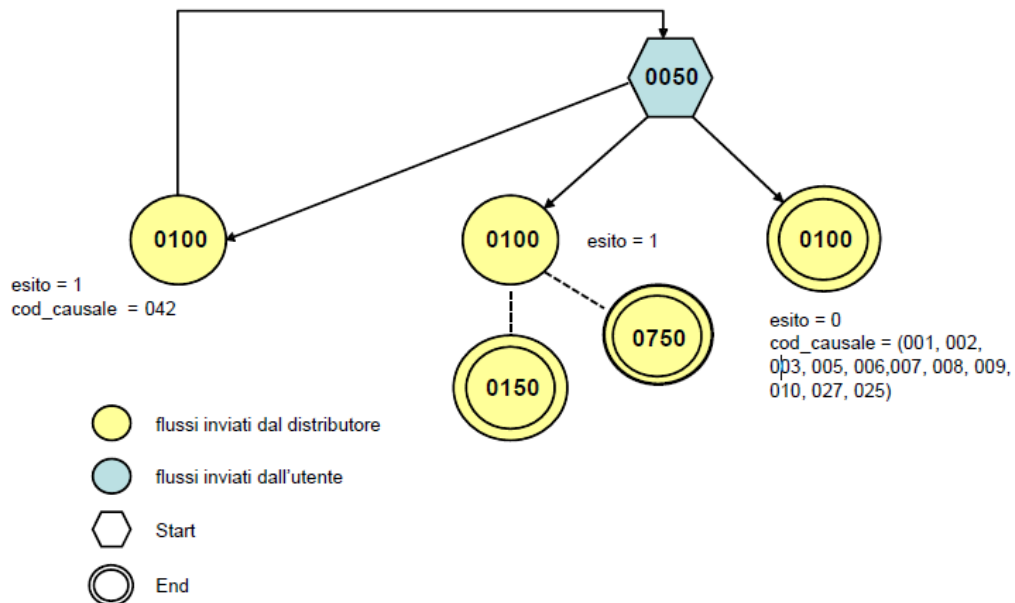 0050
0100
0100
esito = 1
0100
esito = 1
cod_causale = 042
0750
0150
esito = 0
cod_causale = (001, 002,
003, 005, 006,007, 008, 009,
010, 027, 025)
flussi inviati dal distributore
flussi inviati dall'utente
Start
End